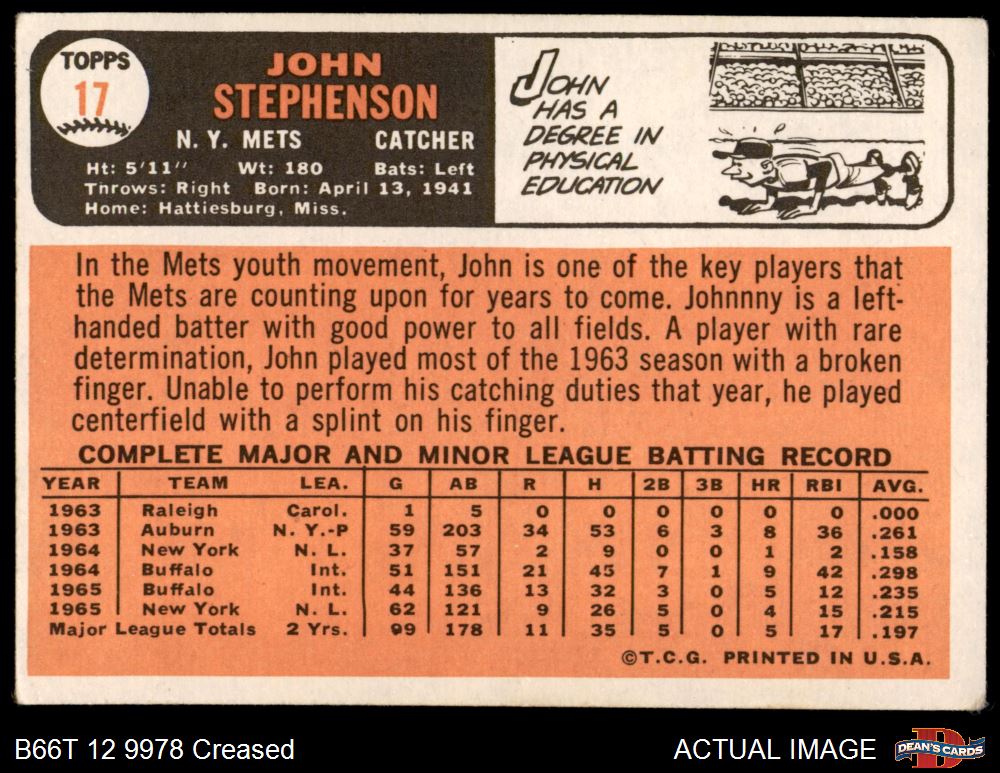 TOPPS
17
JOHN
STEPHENSON
N. Y. METS CATCHER
Ht: 5'11" Wt: 180 Bats: Left
Throws: Right Born: April 13, 1941
Home: Hattiesburg, Miss.
JOHN
HAS A
DEGREE IN
PHYSICAL
EDUCATION
In the Mets youth movement, John is one of the key players that
the Mets are counting upon for years to come. Johnnny is a left-
handed batter with good power to all fields. A player with rare
determination, John played most of the 1963 season with a broken
finger. Unable to perform his catching duties that year, he played
centerfield with a splint on his finger.
COMPLETE MAJOR AND MINOR LEAGUE BATTING RECORD
YEAR TEAM LEA. G AB R H 2B 3B HR RBI AVG.
1963 Raleigh Carol. 1 5 0 0 0 0 0 0 .000
1963 Auburn N. Y.-P 59 203 34 53 6 3 8 36 .261
1964 New York N. L. 37 57 2 9 0 0 1 2 .158
1964 Buffalo Int. 51 151 21 45 7 1 9 42 .298
1965 Buffalo Int. 44 136 13 32 3 0 5 12 .235
1965 New York N. L. 62 121 9 26 5 0 4 15 .215
Major League Totals 2 Yrs. 99 178 11 35 5 0 5 17 .197
©T.C.G. PRINTED IN U.S.A.
B66T 12 9978 Creased ACTUAL IMAGE
DEAN'S CARDS